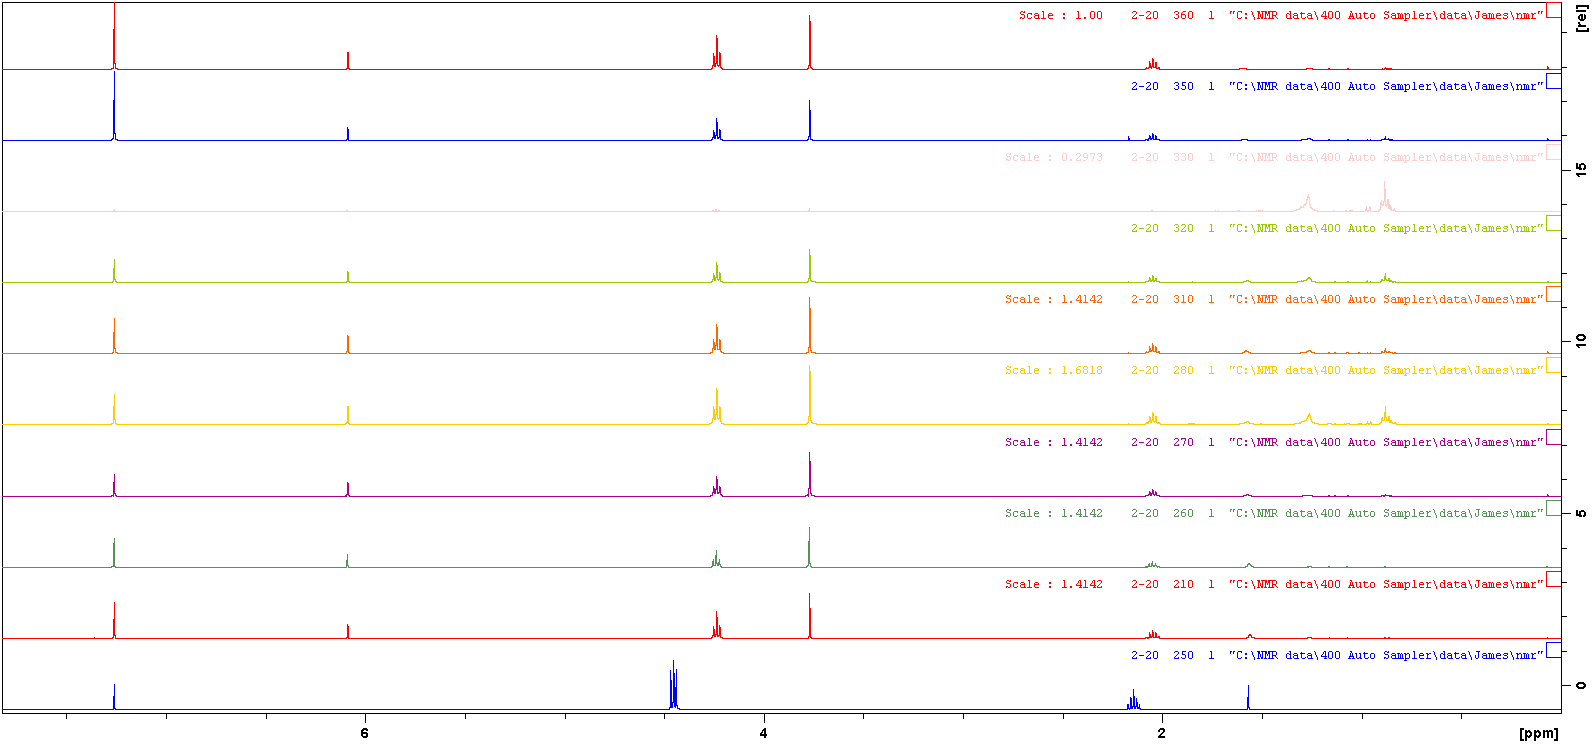 Scale : 1.00 2-20 360 1 "C:\NMR data\400 Auto Sampler\data\James\nmr"
[rel]
2-20 350 1 "C:\NMR data\400 Auto Sampler\data\James\nmr"
Scale : 0.2973 2-20 330 1 "C:\NMR data\400 Auto Sampler\data\James\nmr"
15
2-20 320 1 "C:\NMR data\400 Auto Sampler\data\James\nmr"
Scale : 1.4142 2-20 310 1 "C:\NMR data\400 Auto Sampler\data\James\nmr"
10
Scale : 1.6818 2-20 280 1 "C:\NMR data\400 Auto Sampler\data\James\nmr"
Scale : 1.4142 2-20 270 1 "C:\NMR data\400 Auto Sampler\data\James\nmr"
Scale : 1.4142 2-20 260 1 "C:\NMR data\400 Auto Sampler\data\James\nmr"
5
Scale : 1.4142 2-20 210 1 "C:\NMR data\400 Auto Sampler\data\James\nmr"
2-20 250 1 "C:\NMR data\400 Auto Sampler\data\James\nmr"
0
6 4 2 [ppm]